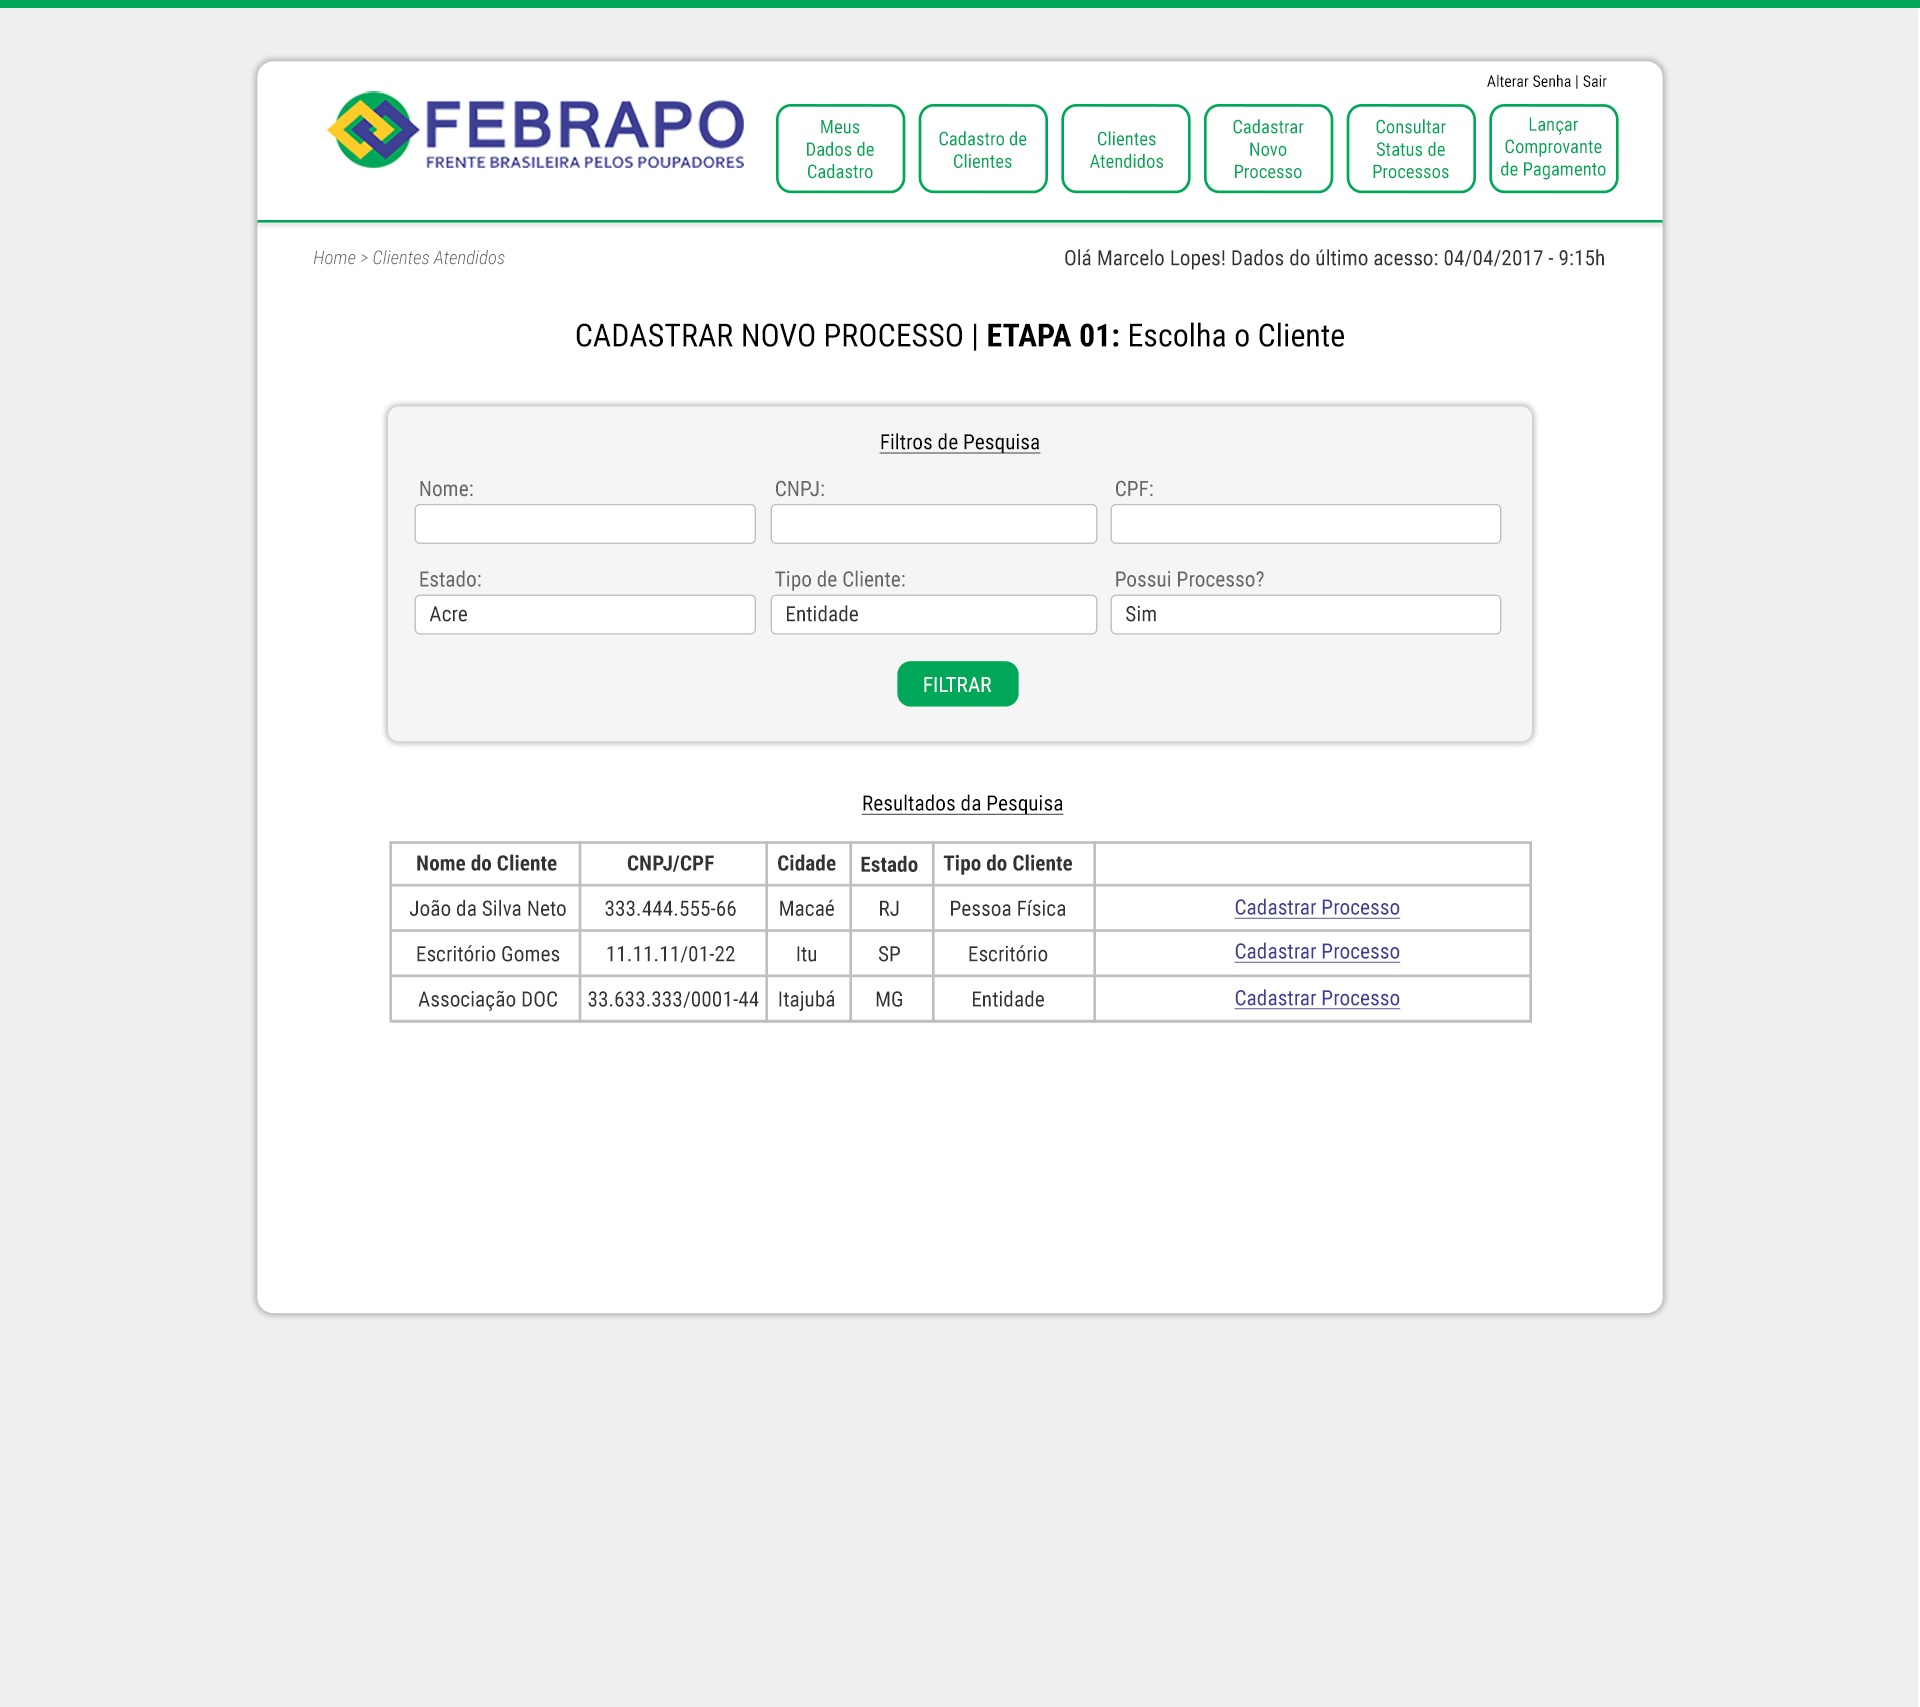 Alterar Senha | Sair
FEBRAPO
FRENTE BRASILEIRA PELOS POUPADORES
Meus
Dados de
Cadastro
Cadastro de
Clientes
Clientes
Atendidos
Cadastrar
Novo
Processo
Consultar
Status de
Processos
Lançar
Comprovante
de Pagamento
Home > Clientes Atendidos
Olá Marcelo Lopes! Dados do último acesso: 04/04/2017 - 9:15h
CADASTRAR NOVO PROCESSO | ETAPA 01: Escolha o Cliente
Filtros de Pesquisa
Nome: CNPJ: CPF:
Estado: Tipo de Cliente: Possui Processo?
Acre Entidade Sim
FILTRAR
Resultados da Pesquisa
Nome do Cliente CNPJ/CPF Cidade Estado Tipo do Cliente
João da Silva Neto 333.444.555-66 Macaé RJ Pessoa Física Cadastrar Processo
Escritório Gomes 11.11.11/01-22 Itu SP Escritório Cadastrar Processo
Associação DOC 33.633.333/0001-44 Itajubá MG Entidade Cadastrar Processo